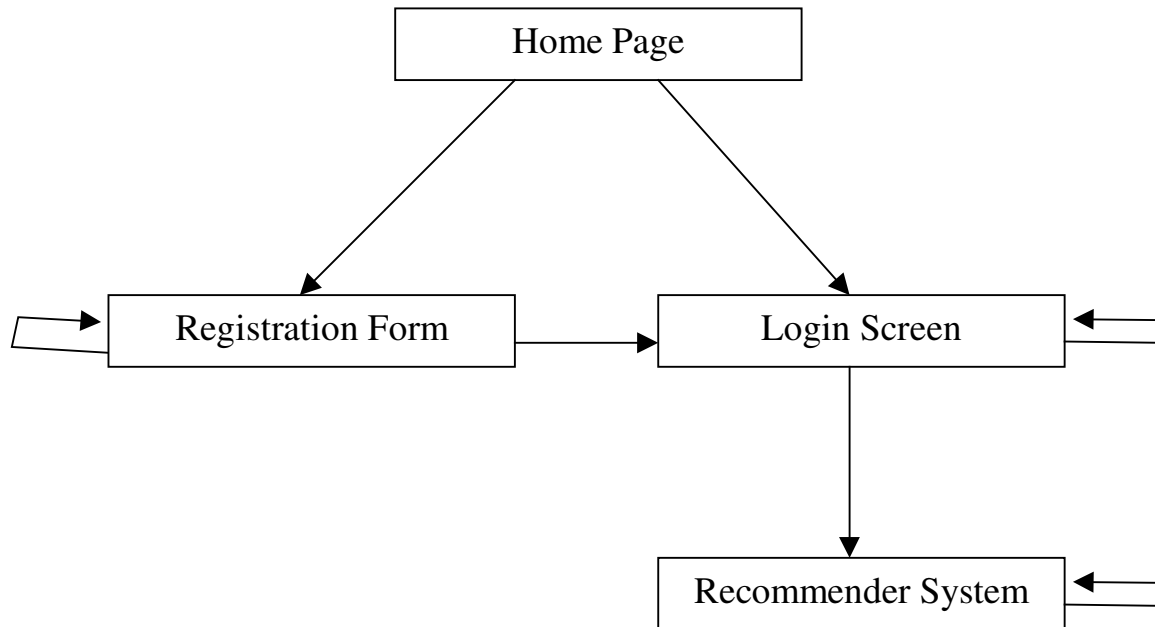 Home Page
Registration Form
Login Screen
Recommender System